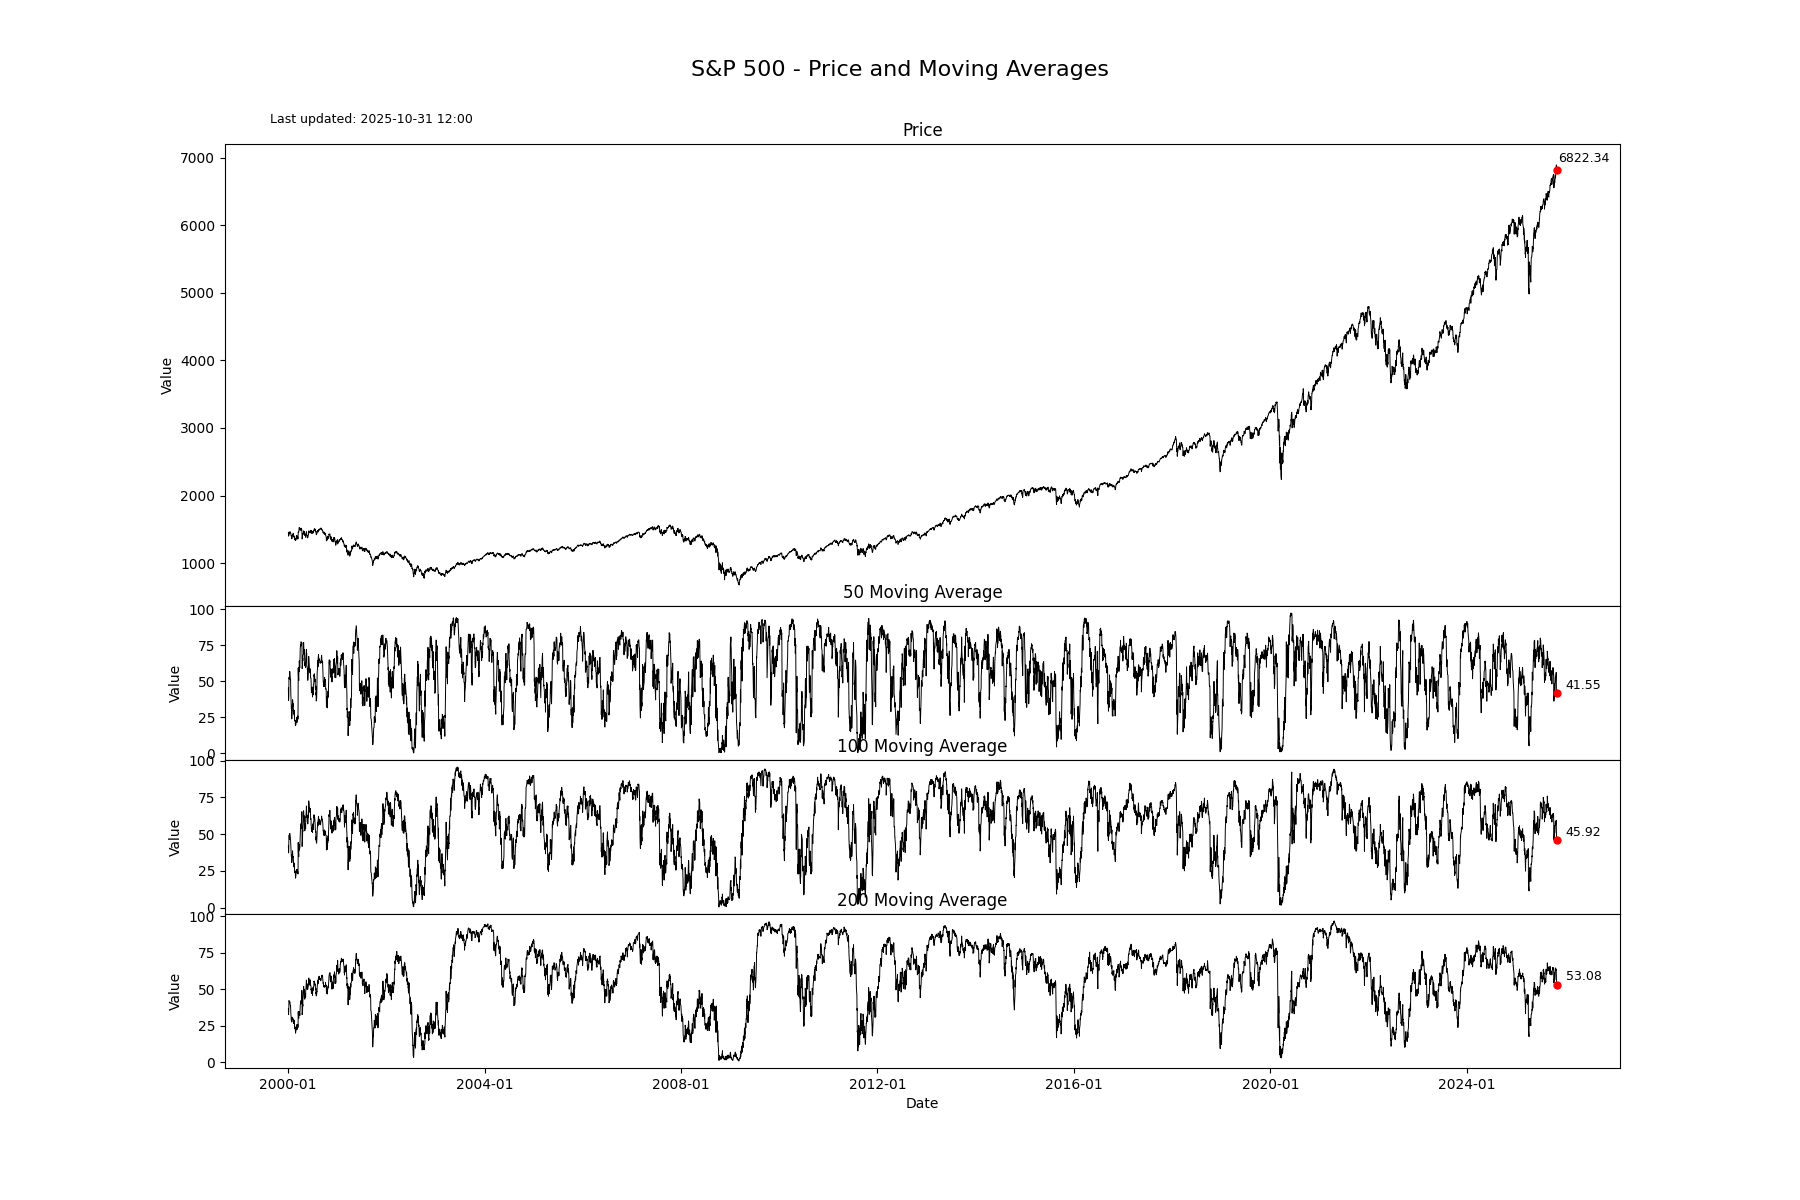 S&P 500 - Price and Moving Averages
Last updated: 2025-10-31 12:00
Price
7000
6822.34
6000
5000
4000
3000
2000
1000
Value
50 Moving Average
100
75
50
25
0
Value
41.55
100 Moving Average
100
75
50
25
0
Value
45.92
200 Moving Average
100
75
50
25
0
Value
53.08
2000-01 2004-01 2008-01 2012-01 2016-01 2020-01 2024-01
Date